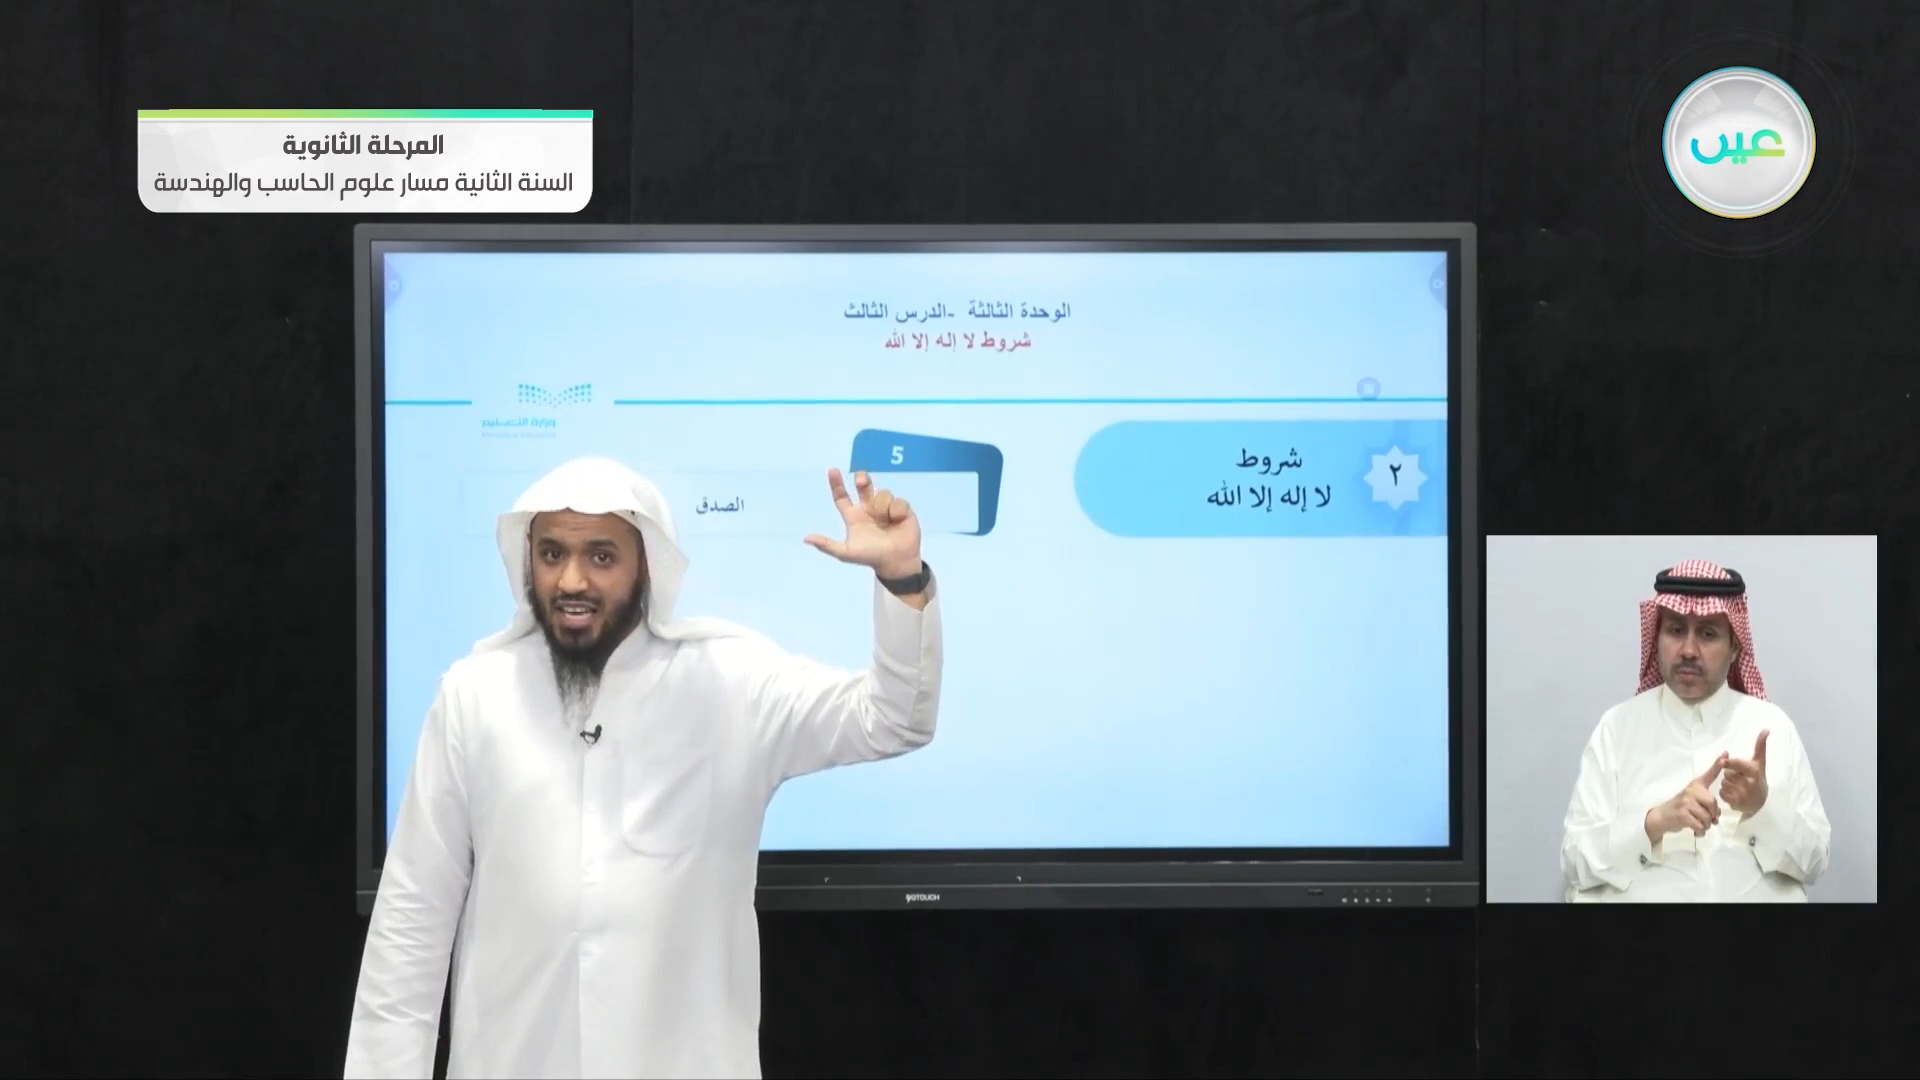 المرحلة الثانوية
السنة الثانية مسار علوم الحاسب والهندسة
عين
الوحدة الثالثة -الدرس الثالث
شروط لا إله إلا الله
وزارة التعليم
٢
شروط
لا إله إلا الله
5
الصدق